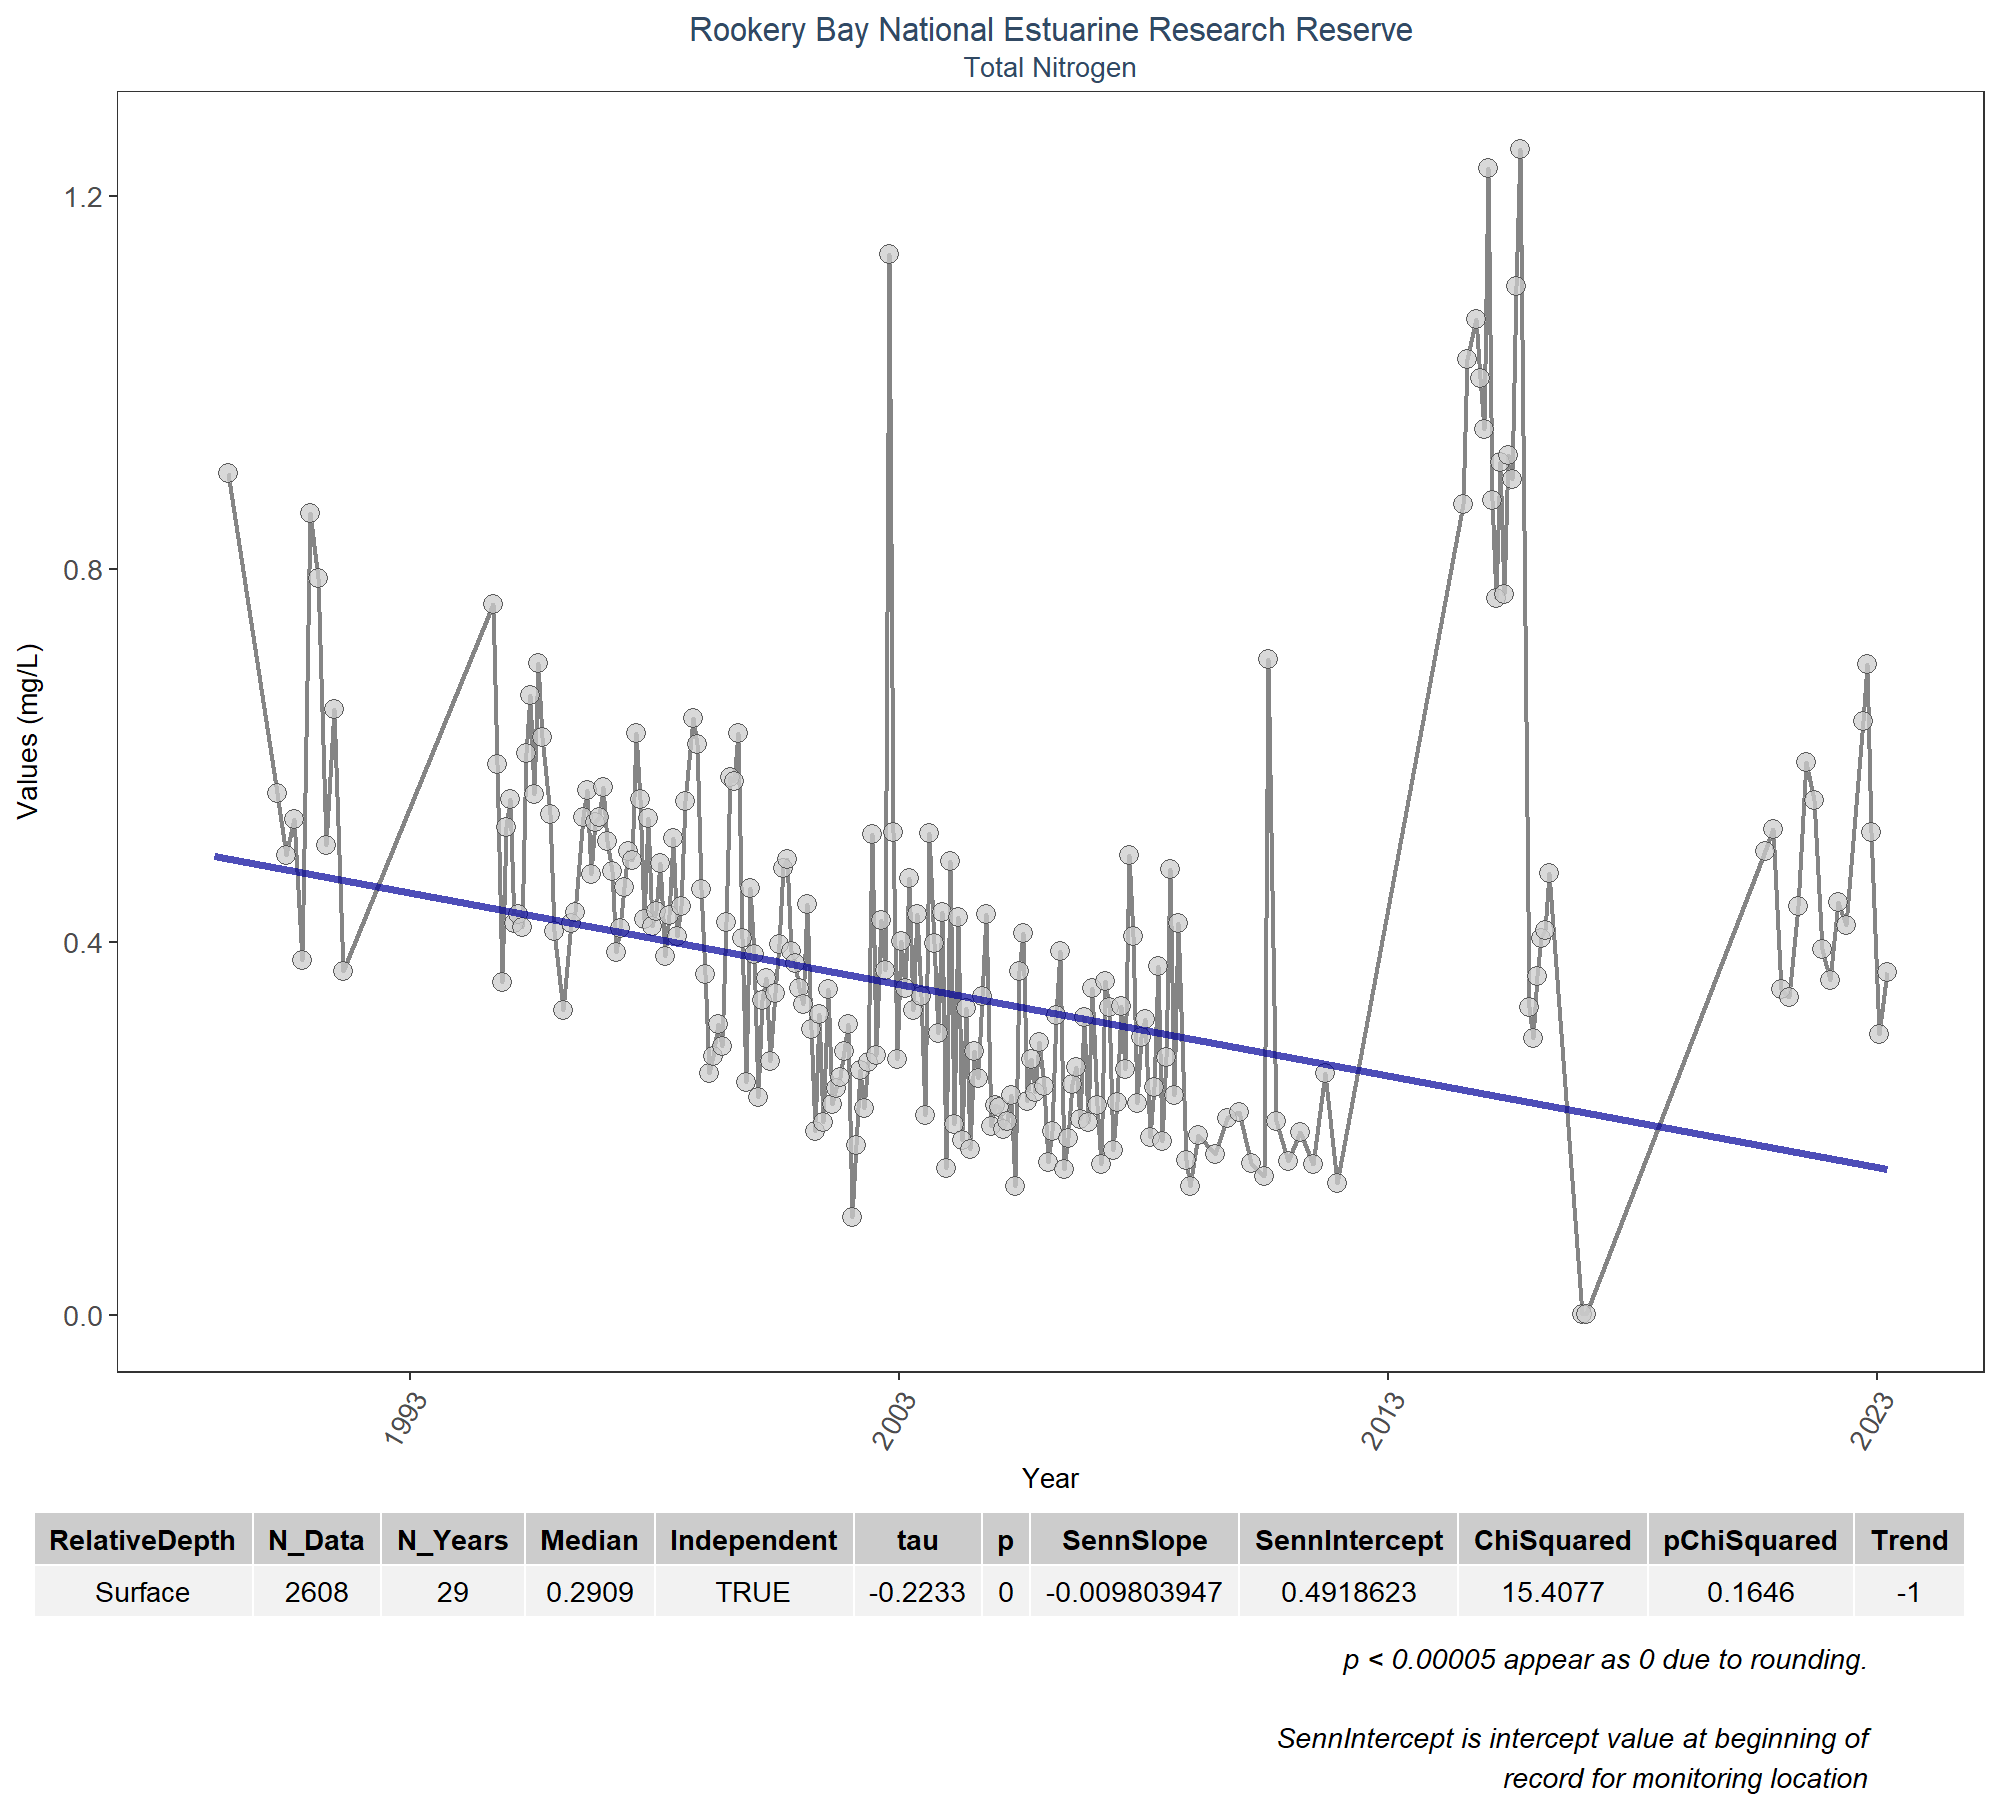 Rookery Bay National Estuarine Research Reserve
Total Nitrogen
Values (mg/L)
1.2
0.8
0.4
0.0
1993 2003 2013 2023
Year
RelativeDepth N_Data N_Years Median Independent tau p SennSlope SennIntercept ChiSquared pChiSquared Trend
Surface 2608 29 0.2909 TRUE -0.2233 0 -0.009803947 0.4918623 15.4077 0.1646 -1
p < 0.00005 appear as 0 due to rounding.
SennIntercept is intercept value at beginning of
record for monitoring location